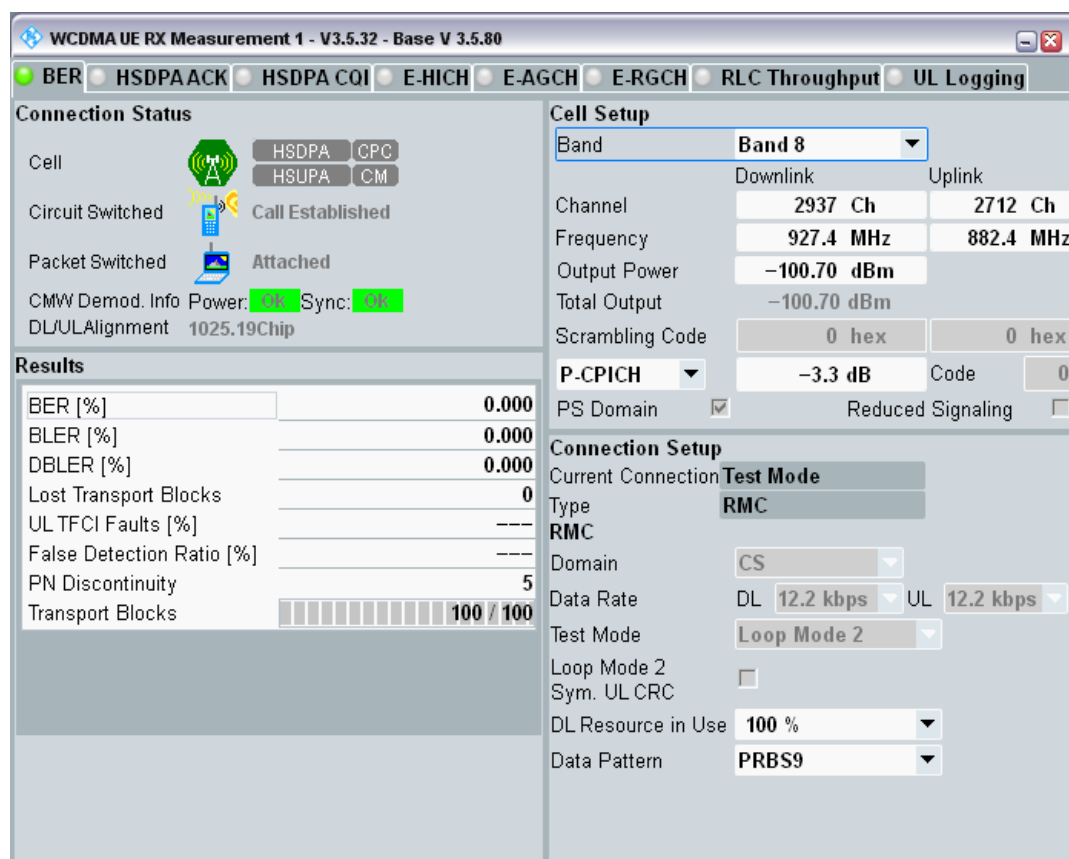 WCDMA UE RX Measurement 1 - V3.5.32 - Base V 3.5.80
BER HSDPA ACK HSDPA CQI E-HICH E-AGCH E-RGCH RLC Throughput UL Logging
Connection Status
Cell HSDPA CPC
HSUPA CM
Circuit Switched Call Established
Packet Switched Attached
CMW Demod. Info Power: Ok Sync: Ok
DL/UL Alignment 1025.19Chip
Results
BER [%] 0.000
BLER [%] 0.000
DBLER [%] 0.000
Lost Transport Blocks 0
UL TFCI Faults [%] ---
False Detection Ratio [%] ---
PN Discontinuity 5
Transport Blocks 100 / 100
Cell Setup
Band Band 8
Downlink Uplink
Channel 2937 Ch 2712 Ch
Frequency 927.4 MHz 882.4 MHz
Output Power -100.70 dBm
Total Output -100.70 dBm
Scrambling Code 0 hex 0 hex
P-CPICH -3.3 dB Code 0
PS Domain Reduced Signaling
Connection Setup
Current Connection Test Mode
Type RMC
RMC
Domain CS
Data Rate DL 12.2 kbps UL 12.2 kbps
Test Mode Loop Mode 2
Loop Mode 2
Sym. UL CRC
DL Resource in Use 100 %
Data Pattern PRBS9